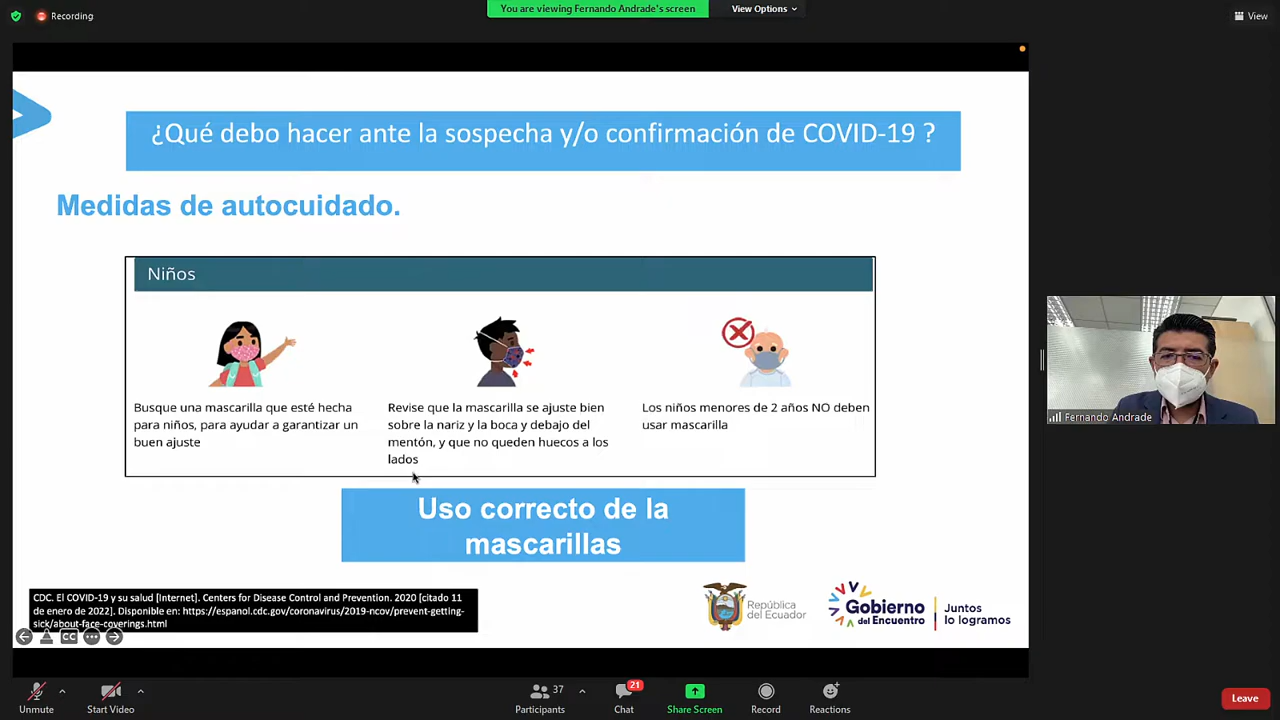 Recording
You are viewing Fernando Andrade's screen
View Options
View
¿Qué debo hacer ante la sospecha y/o confirmación de COVID-19 ?
Medidas de autocuidado.
Niños
Busque una mascarilla que esté hecha
para niños, para ayudar a garantizar un
buen ajuste
Revise que la mascarilla se ajuste bien
sobre la nariz y la boca y debajo del
mentón, y que no queden huecos a los
lados
Los niños menores de 2 años NO deben
usar mascarilla
Uso correcto de la
mascarillas
CDC. El COVID-19 y su salud [Internet]. Centers for Disease Control and Prevention. 2020 [citado 11
de enero de 2022]. Disponible en: https://espanol.cdc.gov/coronavirus/2019-ncov/prevent-getting-
sick/about-face-coverings.html
República
del Ecuador
Gobierno
del Encuentro
Juntos
lo logramos
Fernando Andrade
CC
Unmute
Start Video
37
Participants
21
Chat
Share Screen
Record
Reactions
Leave